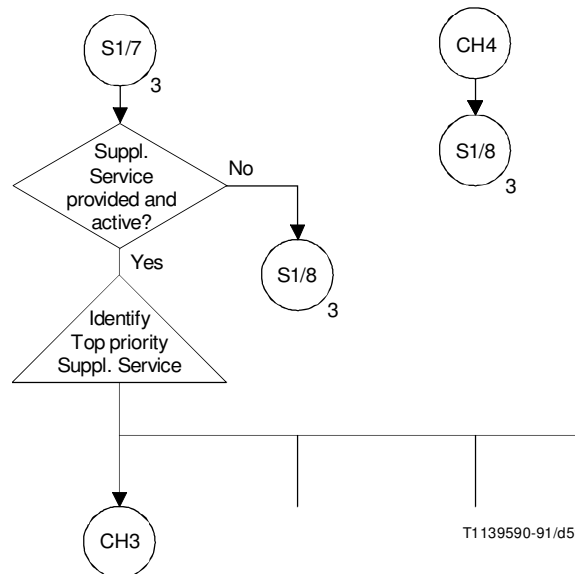 S1/7
3
CH4
S1/8
3
Suppl.
Service
provided and
active?
No
Yes
S1/8
3
Identify
Top priority
Suppl. Service
CH3
T1139590-91/d5